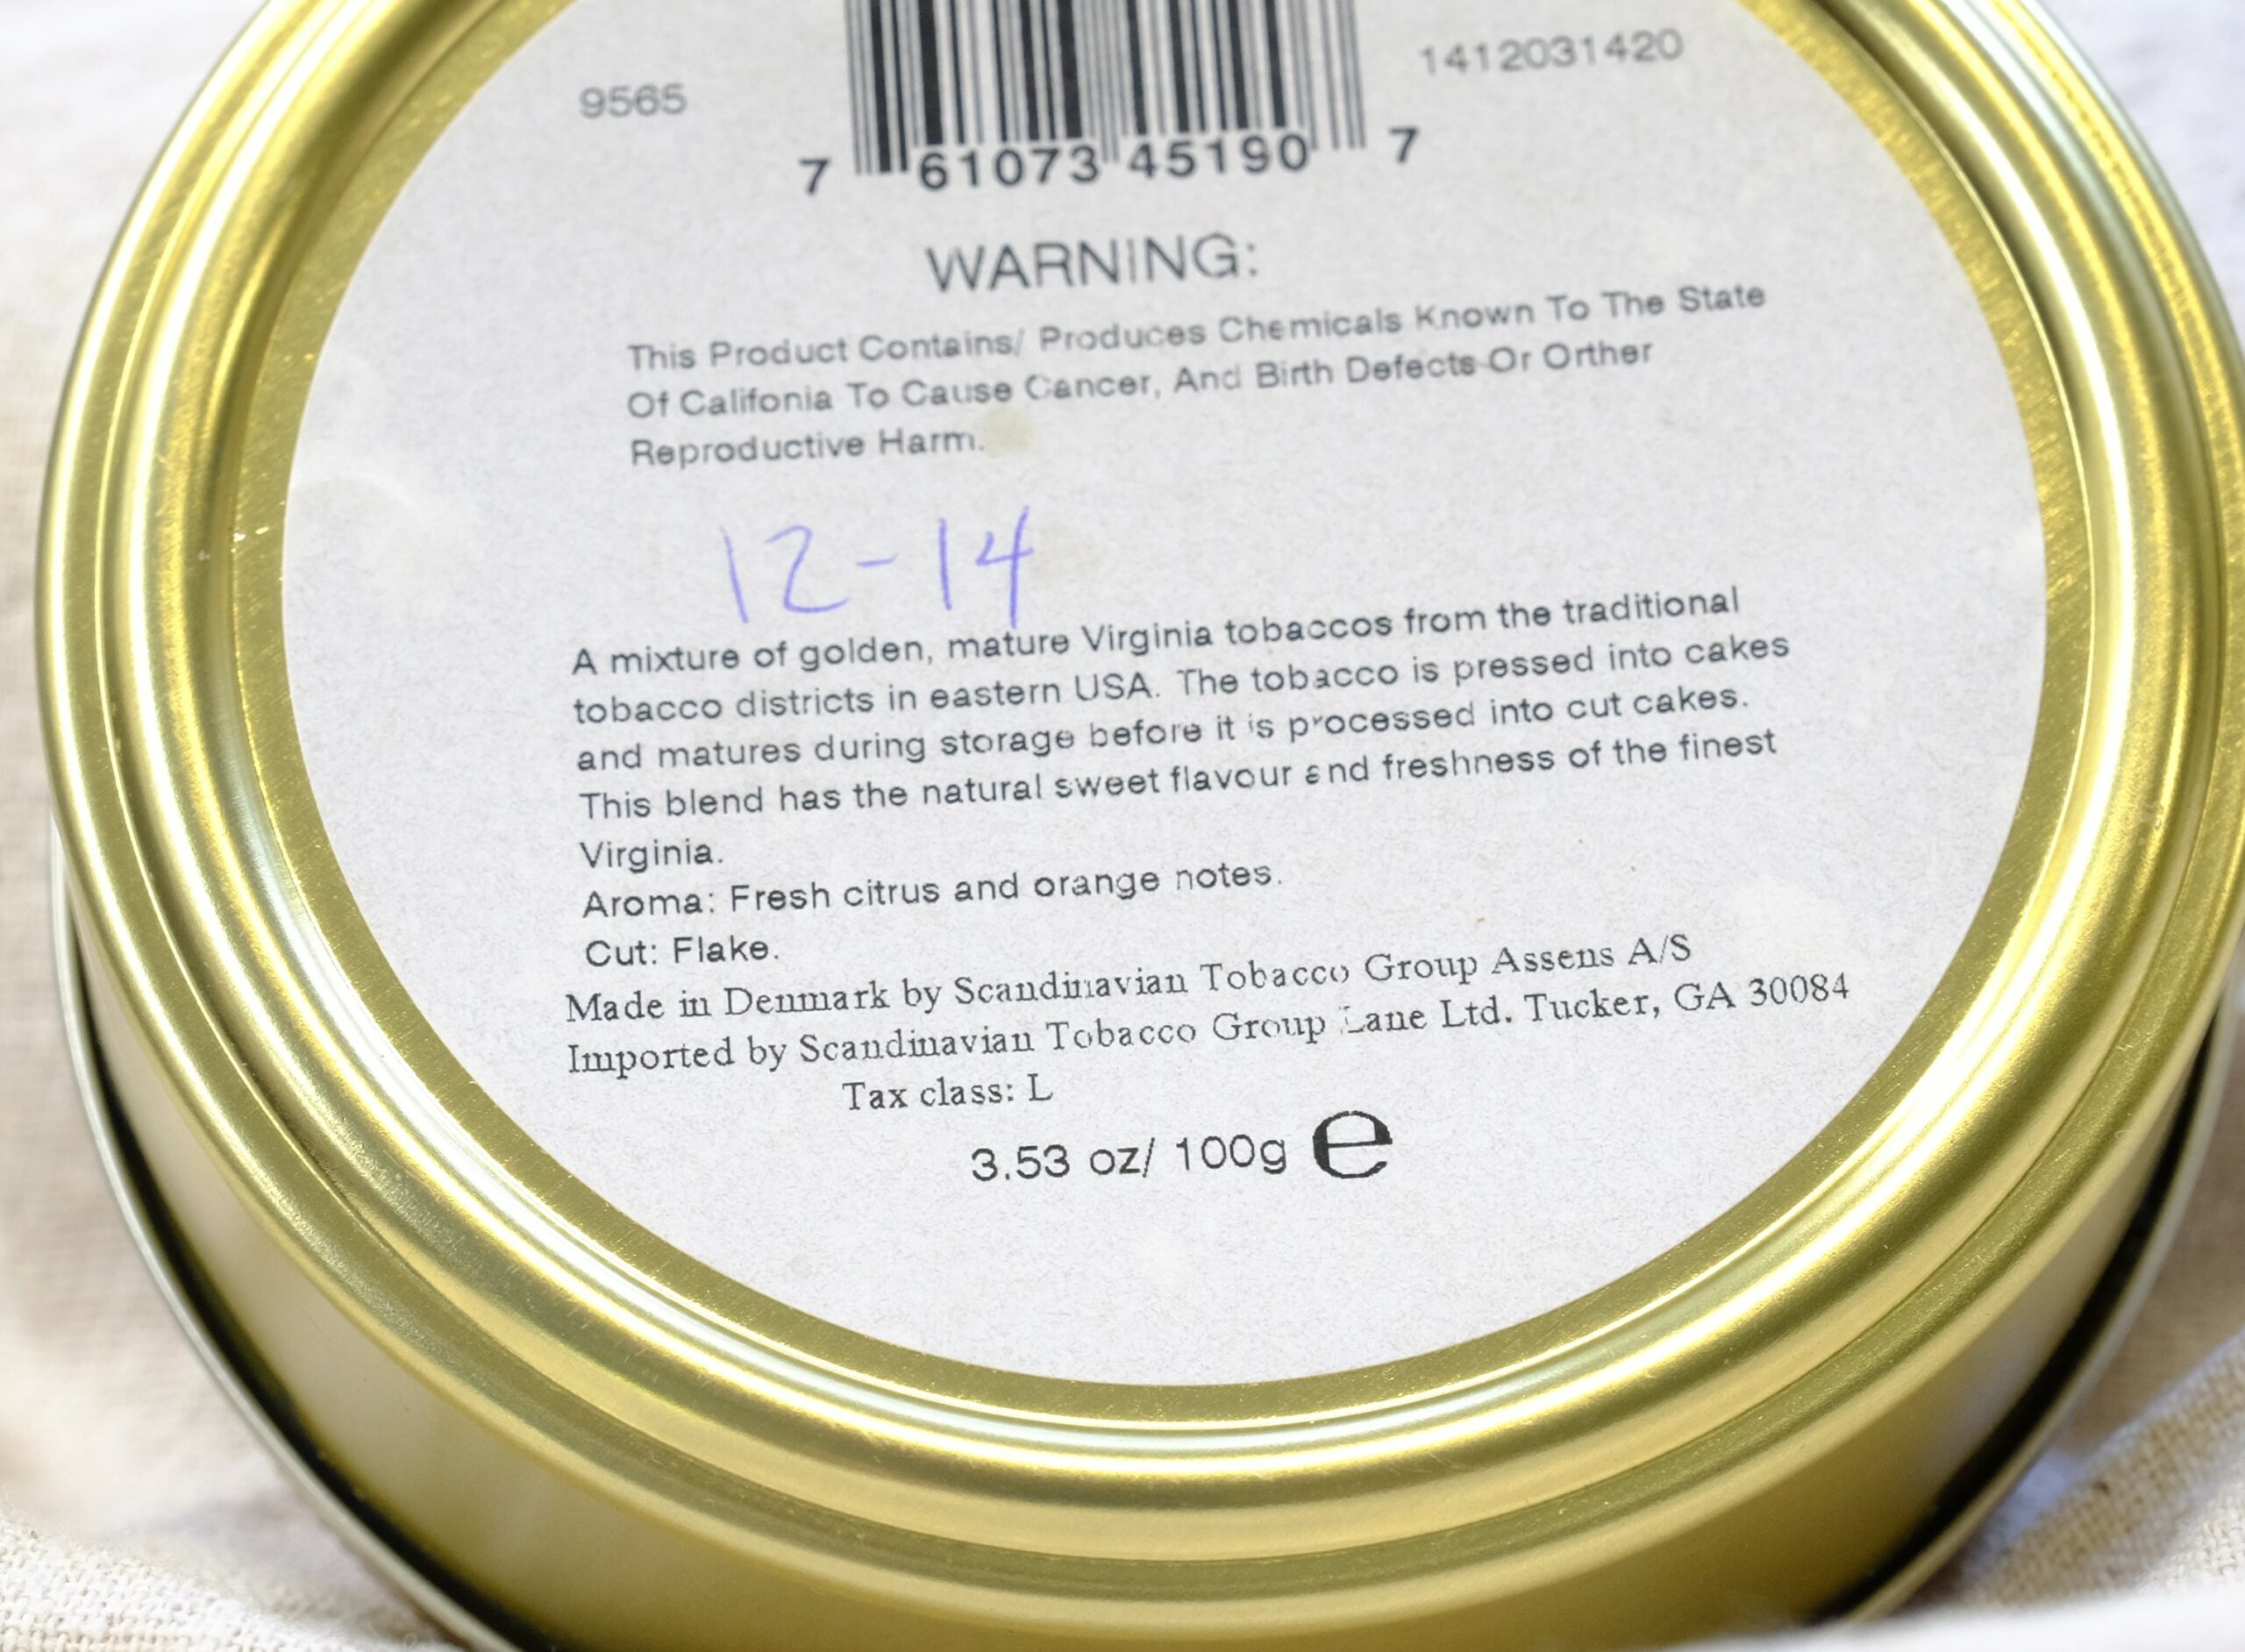 9565
1412031420
7 61073 45190 7
WARNING:
This Product Contains/ Produces Chemicals Known To The State
Of Califonia To Cause Cancer, And Birth Defects Or Orther
Reproductive Harm.
12-14
A mixture of golden, mature Virginia tobaccos from the traditional
tobacco districts in eastern USA. The tobacco is pressed into cakes
and matures during storage before it is processed into cut cakes.
This blend has the natural sweet flavour and freshness of the finest
Virginia.
Aroma: Fresh citrus and orange notes.
Cut: Flake.
Made in Denmark by Scandinavian Tobacco Group Assens A/S
Imported by Scandinavian Tobacco Group Lane Ltd. Tucker, GA 30084
Tax class: L
3.53 oz/ 100g ℮